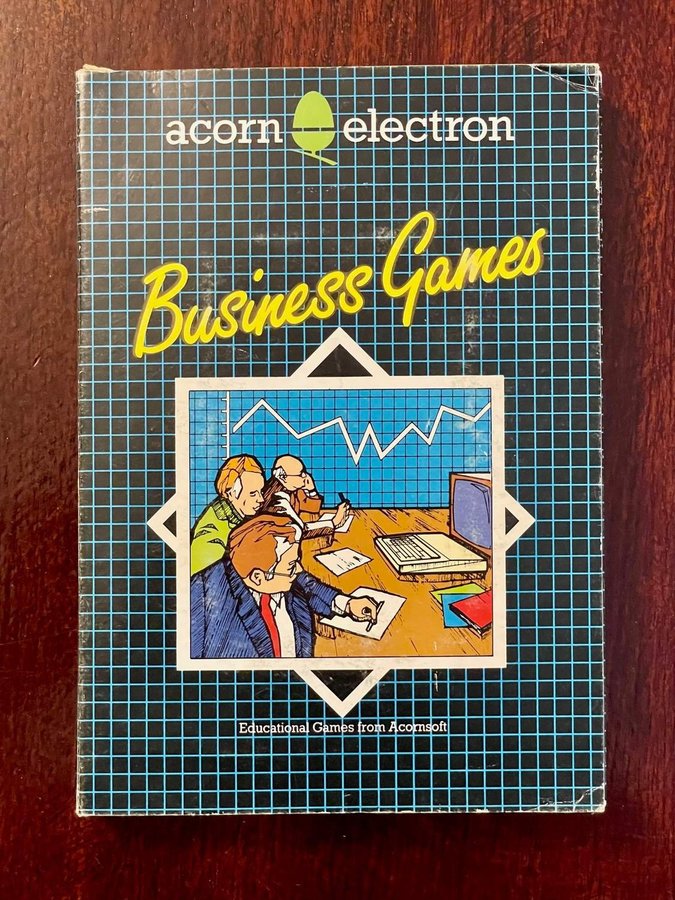 acorn electron
Business Games
Educational Games from Acornsoft